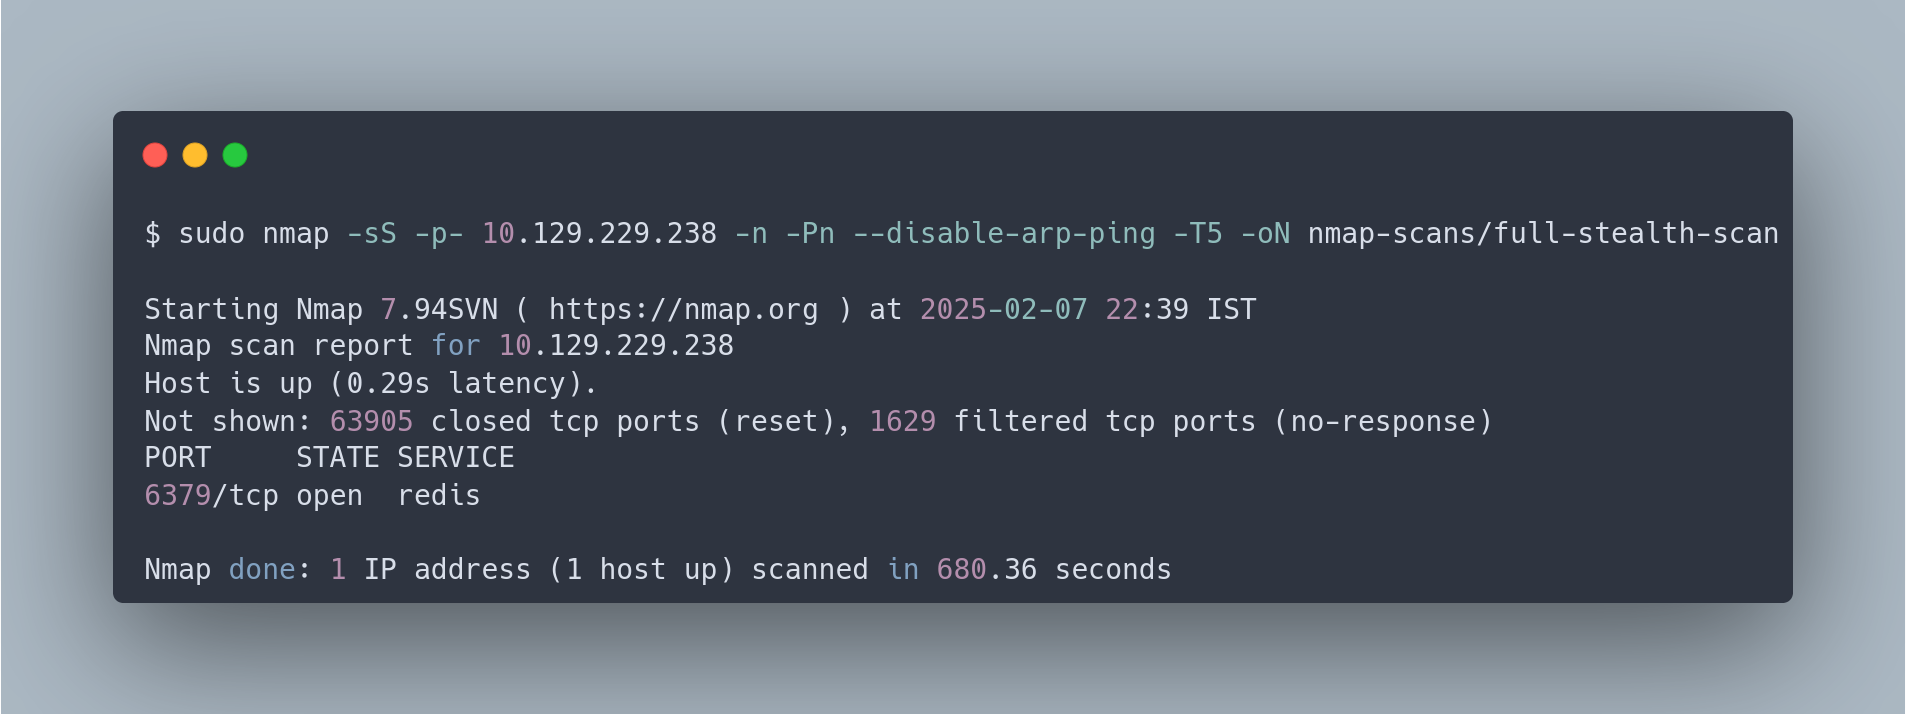 $ sudo nmap -sS -p- 10.129.229.238 -n -Pn --disable-arp-ping -T5 -oN nmap-scans/full-stealth-scan
Starting Nmap 7.94SVN ( https://nmap.org ) at 2025-02-07 22:39 IST
Nmap scan report for 10.129.229.238
Host is up (0.29s latency).
Not shown: 63905 closed tcp ports (reset), 1629 filtered tcp ports (no-response)
PORT     STATE SERVICE
6379/tcp open  redis
Nmap done: 1 IP address (1 host up) scanned in 680.36 seconds